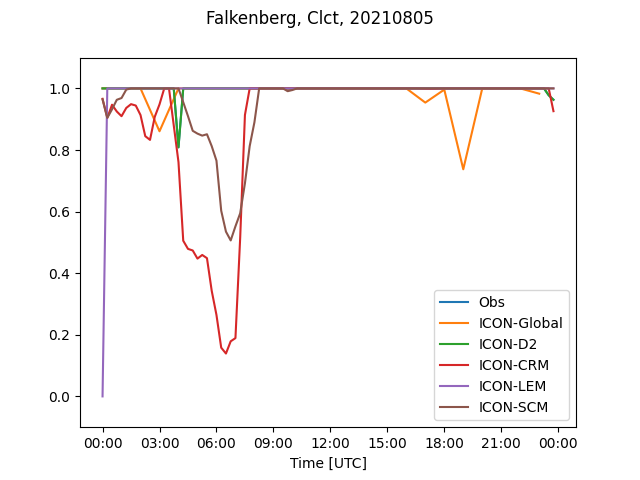 Falkenberg, Clct, 20210805
1.0
0.8
0.6
0.4
0.2
0.0
Obs
ICON-Global
ICON-D2
ICON-CRM
ICON-LEM
ICON-SCM
00:00 03:00 06:00 09:00 12:00 15:00 18:00 21:00 00:00
Time [UTC]